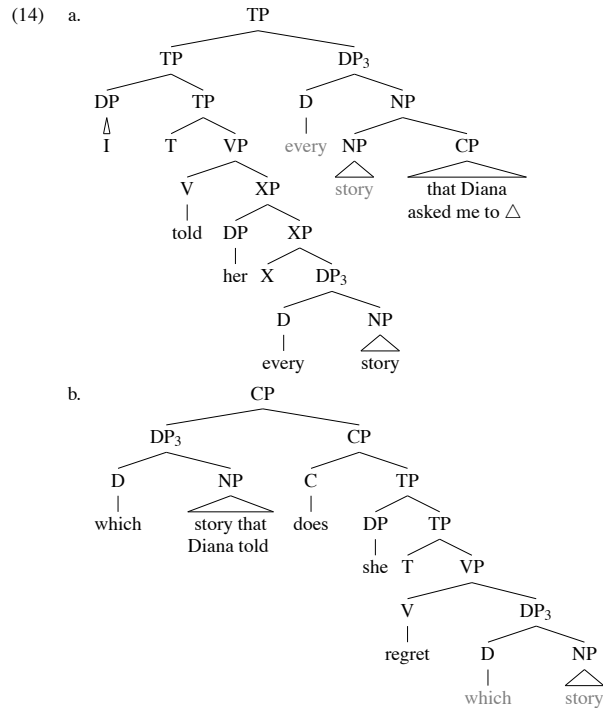 (14) a. TP
TP DP₃
DP TP D NP
I T VP every NP CP
V XP story that Diana
told DP XP asked me to △
her X DP₃
D NP
every story
b. CP
DP₃ CP
D NP C TP
which story that does DP TP
Diana told she T VP
V DP₃
regret D NP
which story